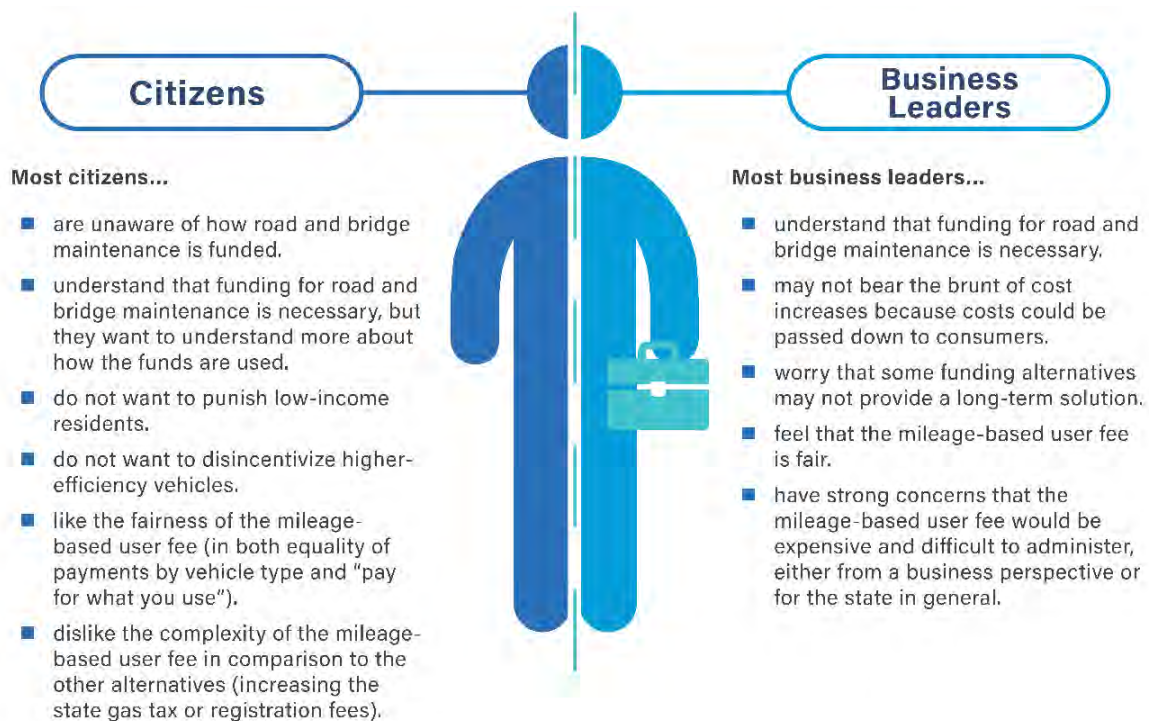 Citizens
Most citizens...
■ are unaware of how road and bridge
maintenance is funded.
■ understand that funding for road and
bridge maintenance is necessary, but
they want to understand more about
how the funds are used.
■ do not want to punish low-income
residents.
■ do not want to disincentivize higher-
efficiency vehicles.
■ like the fairness of the mileage-
based user fee (in both equality of
payments by vehicle type and “pay
for what you use”).
■ dislike the complexity of the mileage-
based user fee in comparison to the
other alternatives (increasing the
state gas tax or registration fees).
Business
Leaders
Most business leaders...
■ understand that funding for road and
bridge maintenance is necessary.
■ may not bear the brunt of cost
increases because costs could be
passed down to consumers.
■ worry that some funding alternatives
may not provide a long-term solution.
■ feel that the mileage-based user fee
is fair.
■ have strong concerns that the
mileage-based user fee would be
expensive and difficult to administer,
either from a business perspective or
for the state in general.